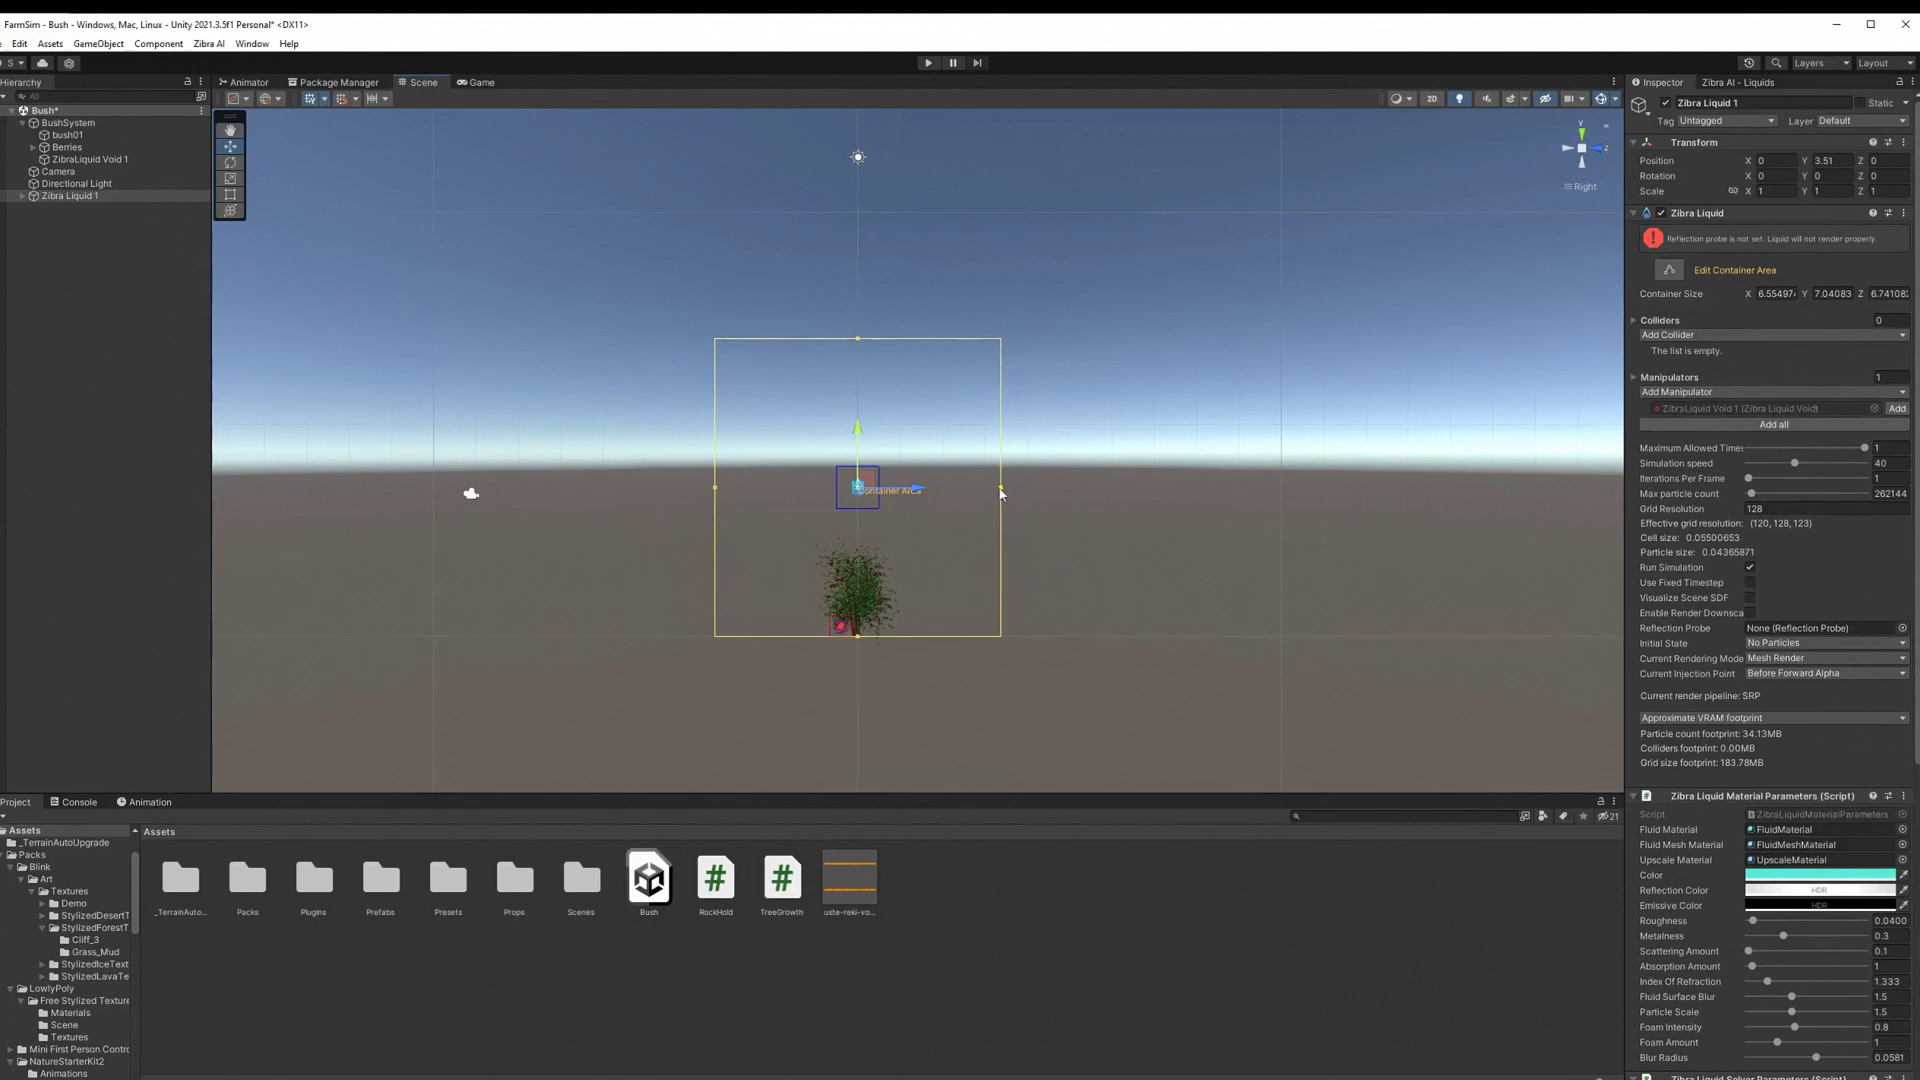 FarmSim - Bush - Windows, Mac, Linux - Unity 2021.3.5f1 Personal* <DX11>
Edit Assets GameObject Component Zibra AI Window Help
S
Layers
Layout
Hierarchy
All
Bush*
BushSystem
bush01
Berries
ZibraLiquid Void 1
Camera
Directional Light
Zibra Liquid 1
Animator
Package Manager
Scene
Game
2D
y
z
Right
Container Area
Inspector
Zibra AI - Liquids
Zibra Liquid 1
Static
Tag Untagged
Layer Default
Transform
Position X 0 Y 3.51 Z 0
Rotation X 0 Y 0 Z 0
Scale X 1 Y 1 Z 1
Zibra Liquid
Reflection probe is not set. Liquid will not render properly.
Edit Container Area
Container Size X 6.55497 Y 7.04083 Z 6.74108
Colliders 0
Add Collider
The list is empty.
Manipulators 1
Add Manipulator
ZibraLiquid Void 1 (Zibra Liquid Void)
Add
Add all
Maximum Allowed Time 1
Simulation speed 40
Iterations Per Frame 1
Max particle count 262144
Grid Resolution 128
Effective grid resolution: (120, 128, 123)
Cell size: 0.05500653
Particle size: 0.04365871
Run Simulation
Use Fixed Timestep
Visualize Scene SDF
Enable Render Downsca
Reflection Probe None (Reflection Probe)
Initial State No Particles
Current Rendering Mode Mesh Render
Current Injection Point Before Forward Alpha
Current render pipeline: SRP
Approximate VRAM footprint
Particle count footprint: 34.13MB
Colliders footprint: 0.00MB
Grid size footprint: 183.78MB
Zibra Liquid Material Parameters (Script)
Script ZibraLiquidMaterialParameters
Fluid Material FluidMaterial
Fluid Mesh Material FluidMeshMaterial
Upscale Material UpscaleMaterial
Color
Reflection Color HDR
Emissive Color HDR
Roughness 0.0400
Metalness 0.3
Scattering Amount 0.1
Absorption Amount 1
Index Of Refraction 1.333
Fluid Surface Blur 1.5
Particle Scale 1.5
Foam Intensity 0.8
Foam Amount 1
Blur Radius 0.0581
Zibra Liquid Solver Parameters (Script)
Project
Console
Animation
21
Assets
_TerrainAutoUpgrade
Packs
Blink
Art
Textures
Demo
StylizedDesertT
StylizedForestT
Cliff_3
Grass_Mud
StylizedIceText
StylizedLavaTe
LowlyPoly
Free Stylized Texture
Materials
Scene
Textures
Mini First Person Contro
NatureStarterKit2
Animations
Assets
_TerrainAuto...
Packs
Plugins
Prefabs
Presets
Props
Scenes
Bush
RockHold
TreeGrowth
uste-reki-vo...